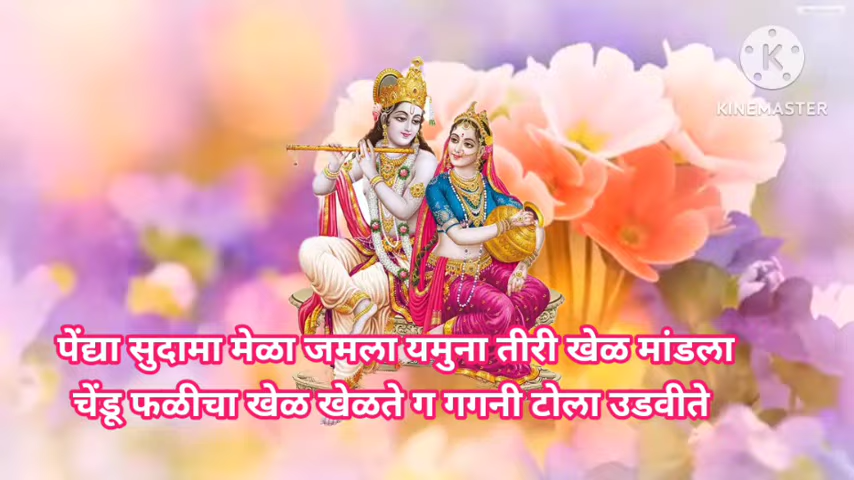 KINEMASTER
पेंद्या सुदामा मेळा जमला यमुना तीरी खेळ मांडला
चेंडू फळीचा खेळ खेळते ग गगनी टोला उडवीते